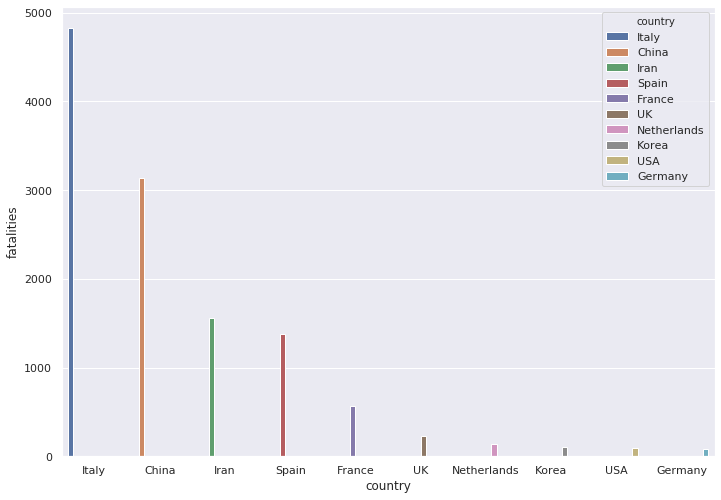 5000
4000
3000
2000
1000
0
fatalities
Italy China Iran Spain France UK Netherlands Korea USA Germany
country
country
Italy
China
Iran
Spain
France
UK
Netherlands
Korea
USA
Germany